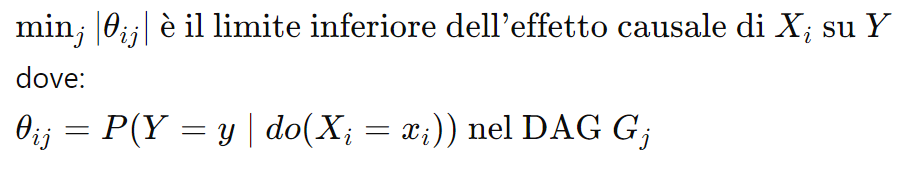 min_j |θ_ij| è il limite inferiore dell’effetto causale di X_i su Y
dove:
θ_ij = P(Y = y | do(X_i = x_i)) nel DAG G_j